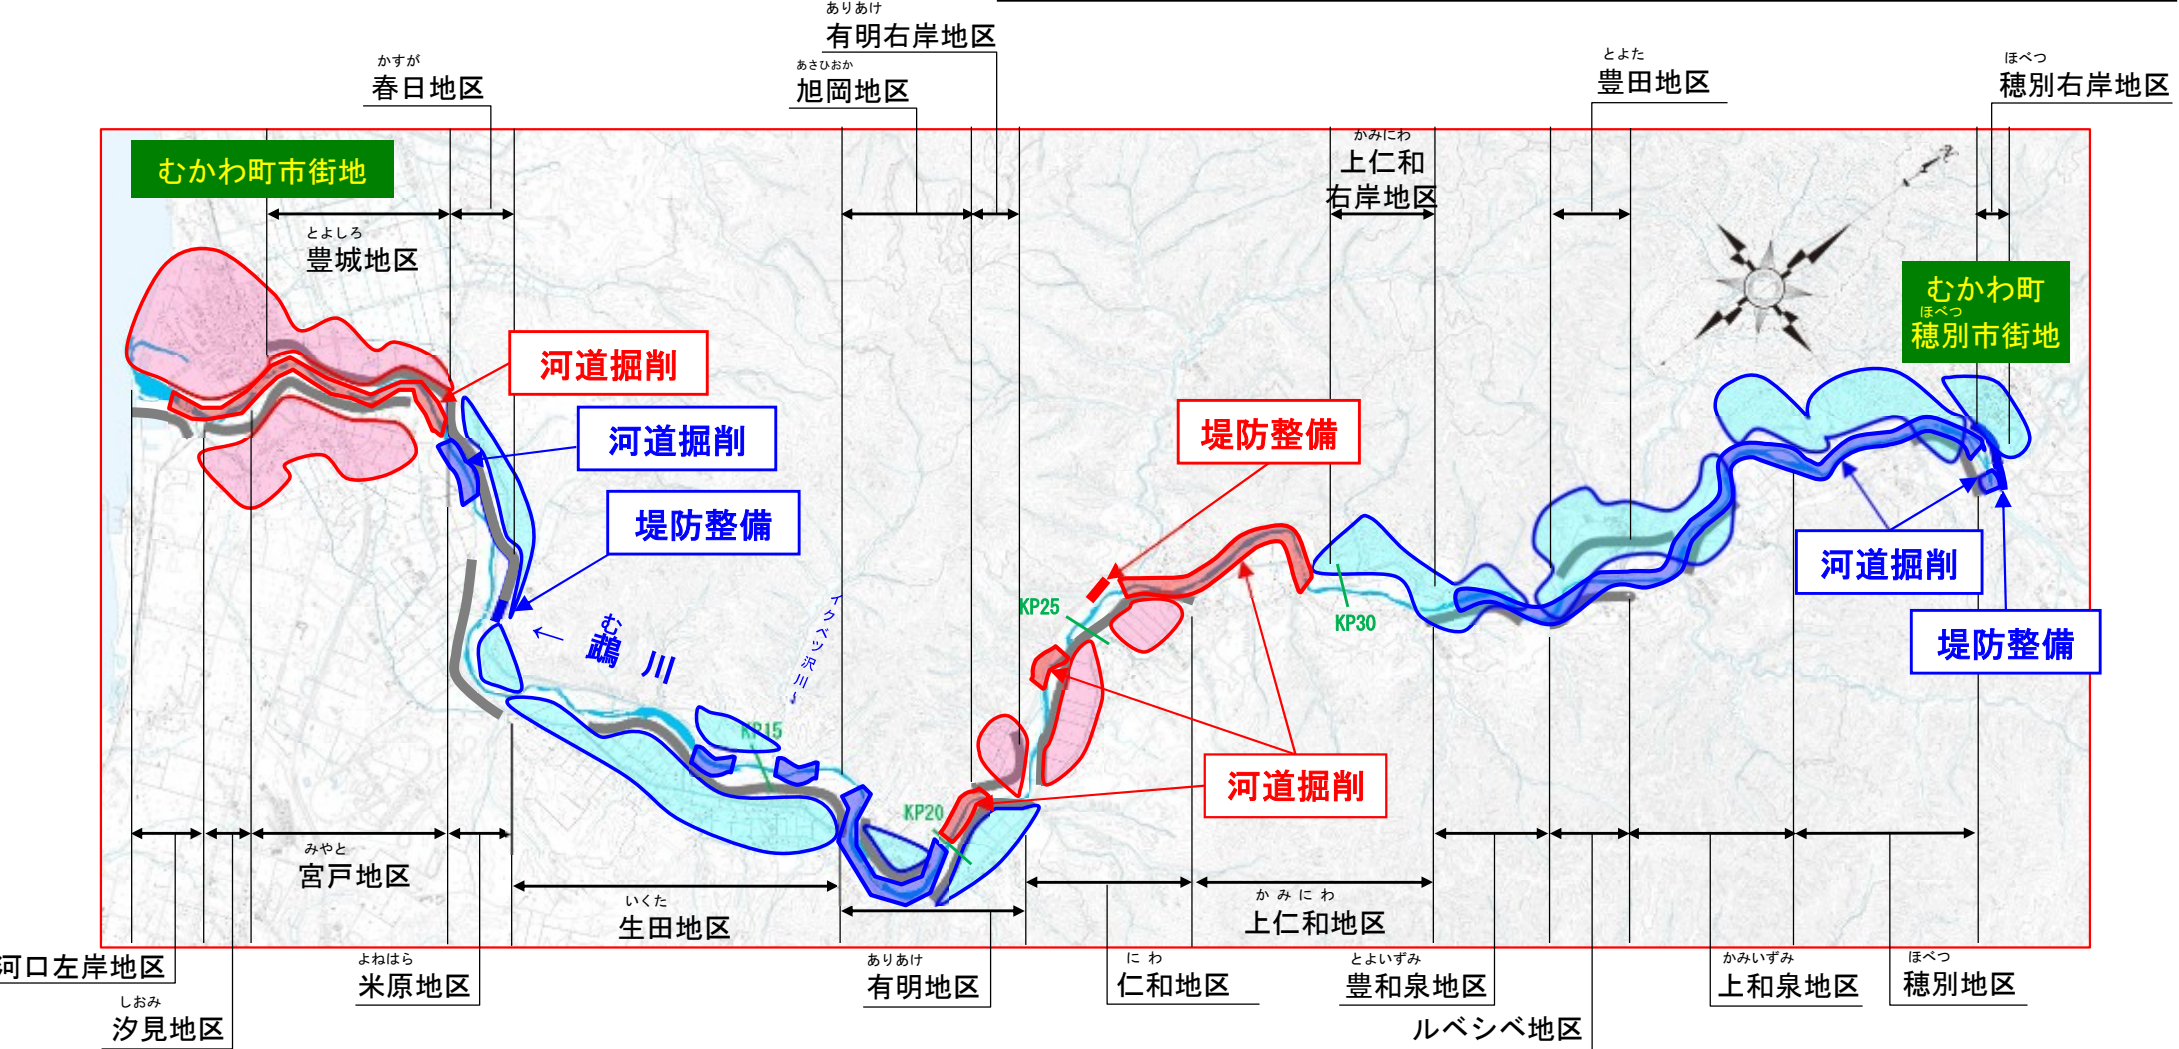 ありあけ
有明右岸地区
かすが
春日地区
あさひおか
旭岡地区
とよた
豊田地区
ほべつ
穂別右岸地区
むかわ町市街地
かみにわ
上仁和
右岸地区
とよしろ
豊城地区
むかわ町
ほべつ
穂別市街地
河道掘削
河道掘削
堤防整備
堤防整備
河道掘削
堤防整備
KP25
KP30
む
鵡川
イクベツ沢川
KP15
KP20
河道掘削
みやと
宮戸地区
いくた
生田地区
かみにわ
上仁和地区
河口左岸地区
しおみ
汐見地区
よねはら
米原地区
ありあけ
有明地区
にわ
仁和地区
とよいずみ
豊和泉地区
ルベシベ地区
かみいずみ
上和泉地区
ほべつ
穂別地区